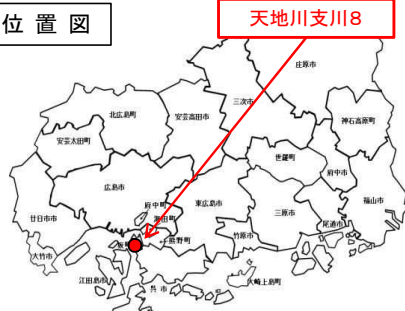 位置図
天地川支川８
庄原市
三次市
北広島町
安芸高田市
神石高原町
安芸太田町
世羅町
府中市
広島市
福山市
府中町
海田町
東広島市
三原市
尾道市
廿日市市
熊野町
竹原市
坂町
大竹市
江田島市
呉市
大崎上島町